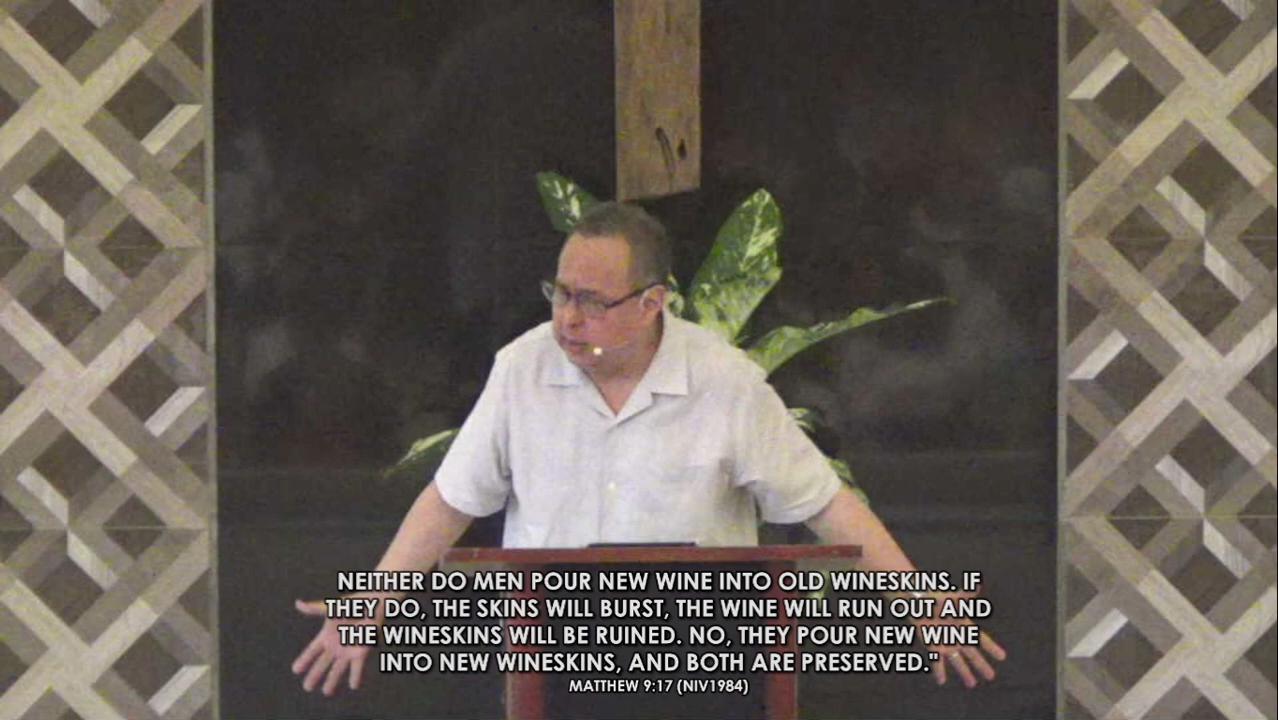 NEITHER DO MEN POUR NEW WINE INTO OLD WINESKINS. IF
THEY DO, THE SKINS WILL BURST, THE WINE WILL RUN OUT AND
THE WINESKINS WILL BE RUINED. NO, THEY POUR NEW WINE
INTO NEW WINESKINS, AND BOTH ARE PRESERVED."
MATTHEW 9:17 (NIV1984)